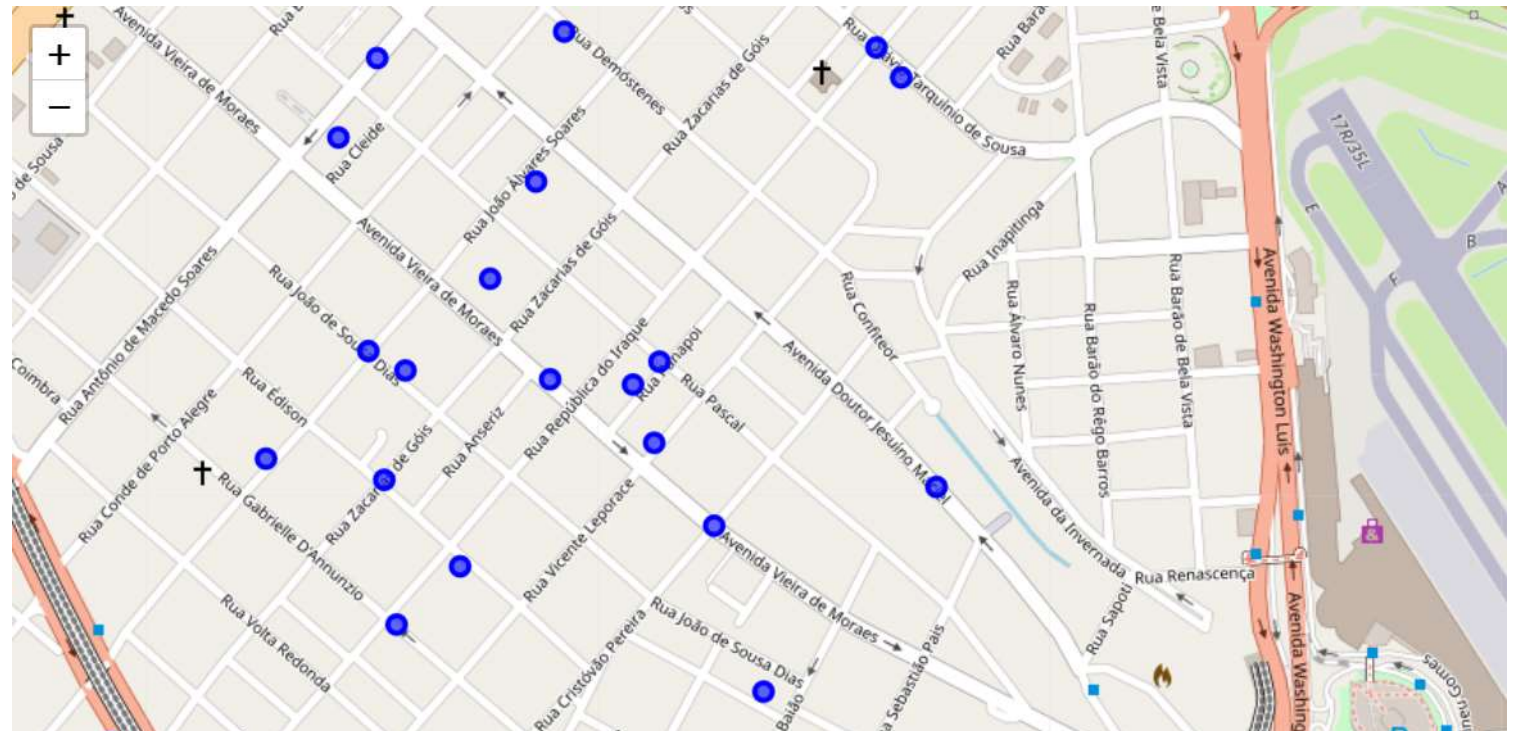 +
−
Avenida Vieira de Moraes
Rua Demóstenes
Rua Zacarias de Góis
Rua
Tarquínio de Sousa
Rua
Bela Vista
17R/35L
de Sousa
Rua Cleide
Rua João Álvares Soares
E
A
B
F
Avenida Vieira de Moraes
Rua Zacarias de Góis
Rua Inapitinga
Rua João de Sousa Dias
Rua Antônio de Macedo Soares
Rua Confiteor
Rua Álvaro Nunes
Rua Barão do Rêgo Barros
Rua Barão de Bela Vista
Avenida Washington Luís
Coimbra
Rua Édison
Rua República do Iraque
Rua Pascal
Avenida Doutor Jesuíno
Rua Conde de Porto Alegre
Rua Anseriz
de Góis
Rua Gabrielle D'Annunzio
Rua Vicente Leporace
Avenida da Invernada
Rua Renascença
Rua Sapoti
Avenida Vieira de Moraes
Rua João de Sousa Dias
Rua Volta Redonda
Rua Cristóvão Pereira
Baião
Sebastião Pais
Avenida Washing
Gomes